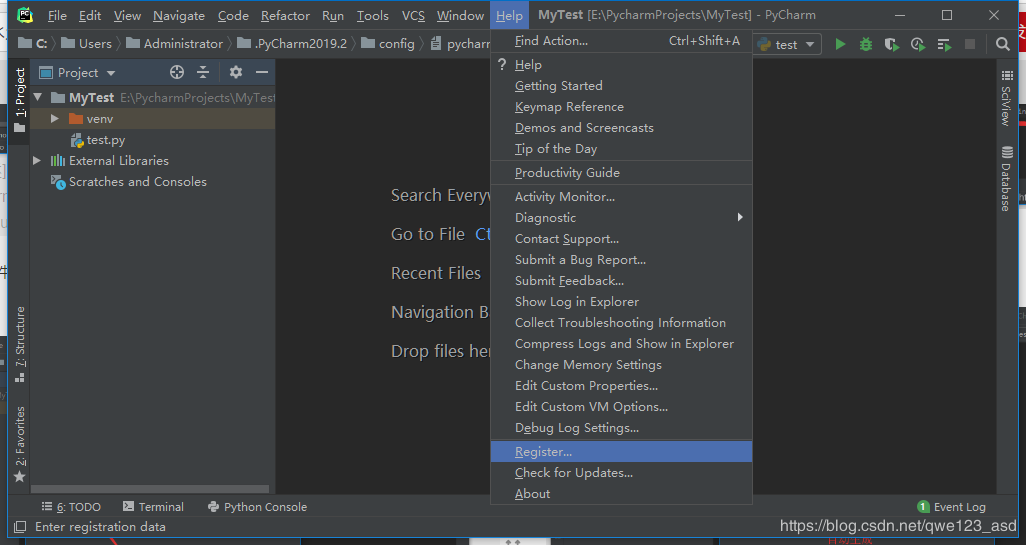 File Edit View Navigate Code Refactor Run Tools VCS Window Help MyTest [E:\PycharmProjects\MyTest] - PyCharm
C: Users Administrator .PyCharm2019.2 config pycharm
test
1: Project
Project
MyTest E:\PycharmProjects\MyTest
venv
test.py
External Libraries
Scratches and Consoles
7: Structure
2: Favorites
Search Everyw
Go to File Ct
Recent Files
Navigation Ba
Drop files here
Find Action... Ctrl+Shift+A
? Help
Getting Started
Keymap Reference
Demos and Screencasts
Tip of the Day
Productivity Guide
Activity Monitor...
Diagnostic
Contact Support...
Submit a Bug Report...
Submit Feedback...
Show Log in Explorer
Collect Troubleshooting Information
Compress Logs and Show in Explorer
Change Memory Settings
Edit Custom Properties...
Edit Custom VM Options...
Debug Log Settings...
Register...
Check for Updates...
About
SciView
Database
6: TODO Terminal Python Console 1 Event Log
Enter registration data
https://blog.csdn.net/qwe123_asd
自动生成